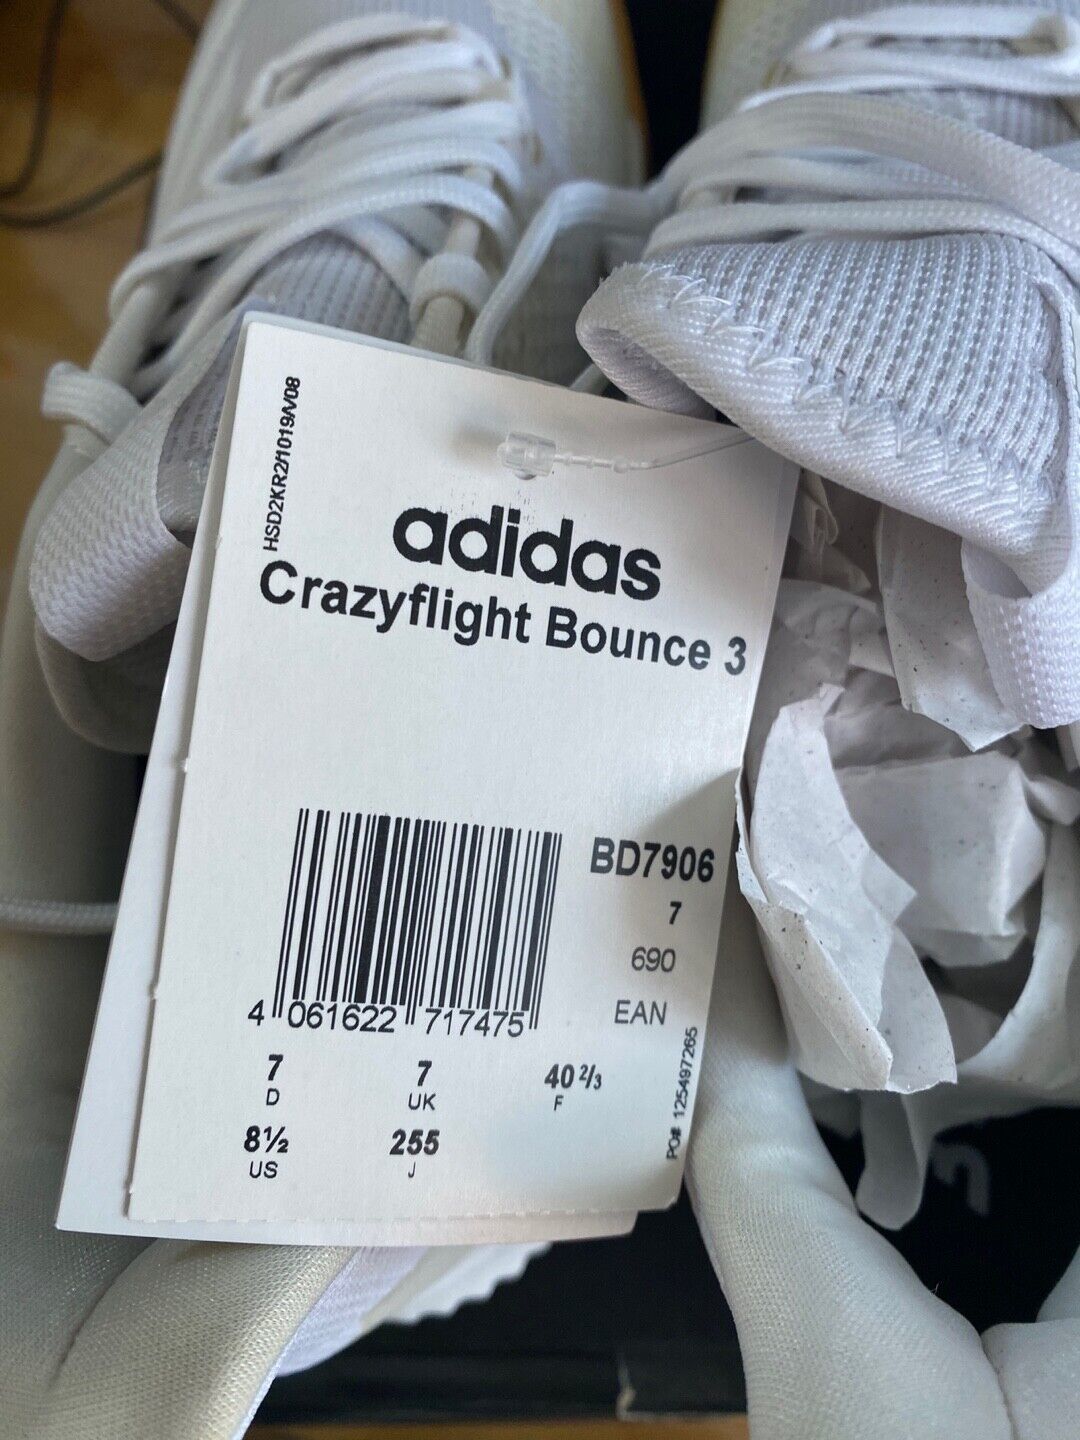 HSD2KR2/1019/V08
adidas
Crazyflight Bounce 3
BD7906
7
690
EAN
4 061622 717475
7 7 40 2/3
D UK F
8½ 255
US J
PO# 125497265